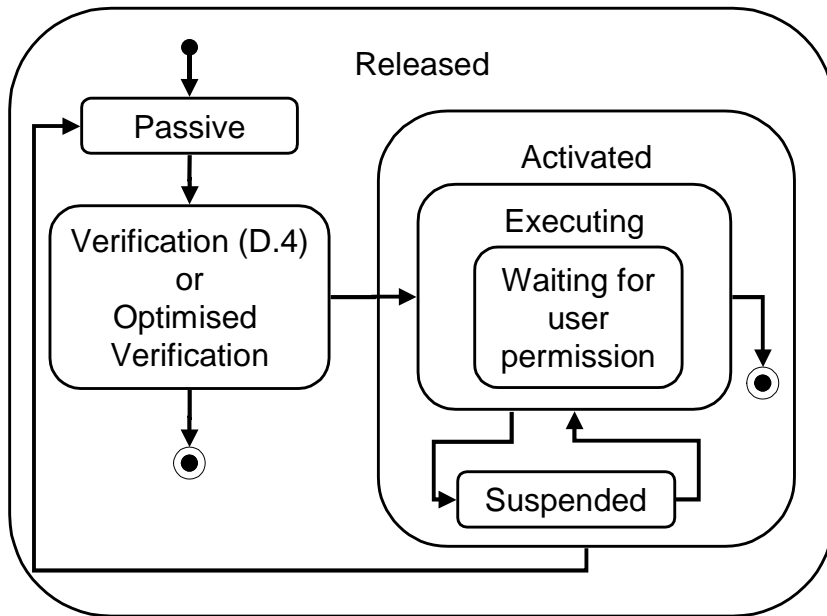 Released
Passive
Verification (D.4)
or
Optimised
Verification
Activated
Executing
Waiting for
user
permission
Suspended